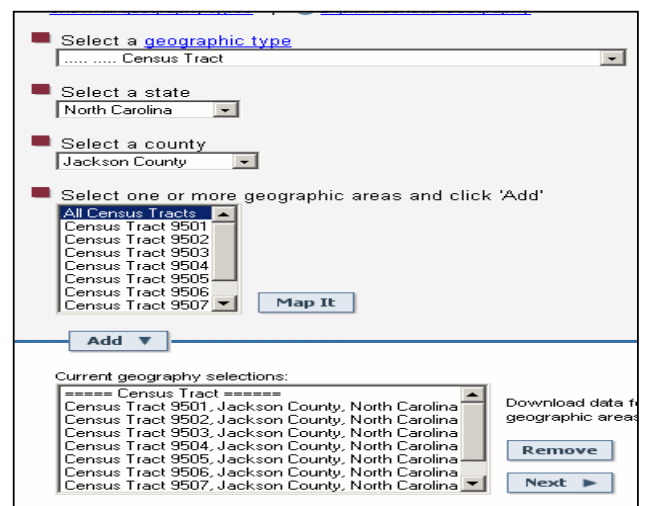 Select a geographic type
..... ..... Census Tract
Select a state
North Carolina
Select a county
Jackson County
Select one or more geographic areas and click 'Add'
All Census Tracts
Census Tract 9501
Census Tract 9502
Census Tract 9503
Census Tract 9504
Census Tract 9505
Census Tract 9506
Census Tract 9507
Map It
Add ▼
Current geography selections:
===== Census Tract ======
Census Tract 9501, Jackson County, North Carolina
Census Tract 9502, Jackson County, North Carolina
Census Tract 9503, Jackson County, North Carolina
Census Tract 9504, Jackson County, North Carolina
Census Tract 9505, Jackson County, North Carolina
Census Tract 9506, Jackson County, North Carolina
Census Tract 9507, Jackson County, North Carolina
Download data
geographic areas
Remove
Next ►